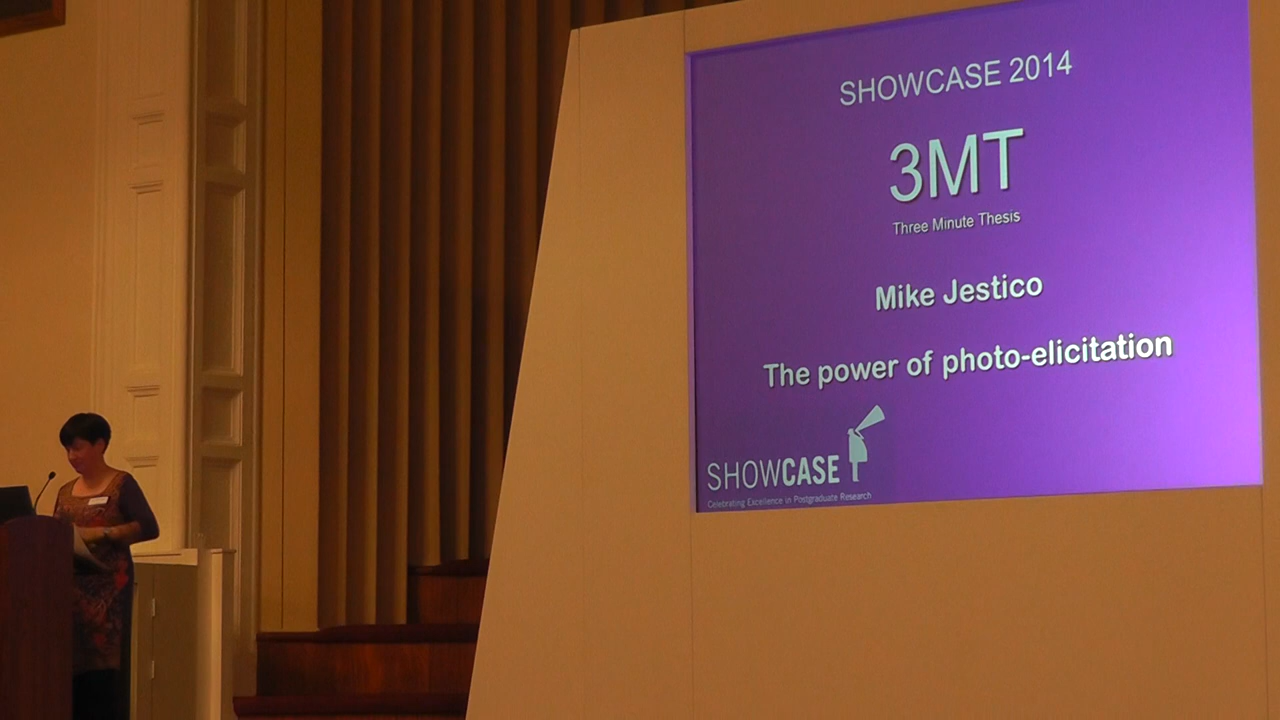 SHOWCASE 2014
3MT
Three Minute Thesis
Mike Jestico
The power of photo-elicitation
SHOWCASE
Celebrating Excellence in Postgraduate Research